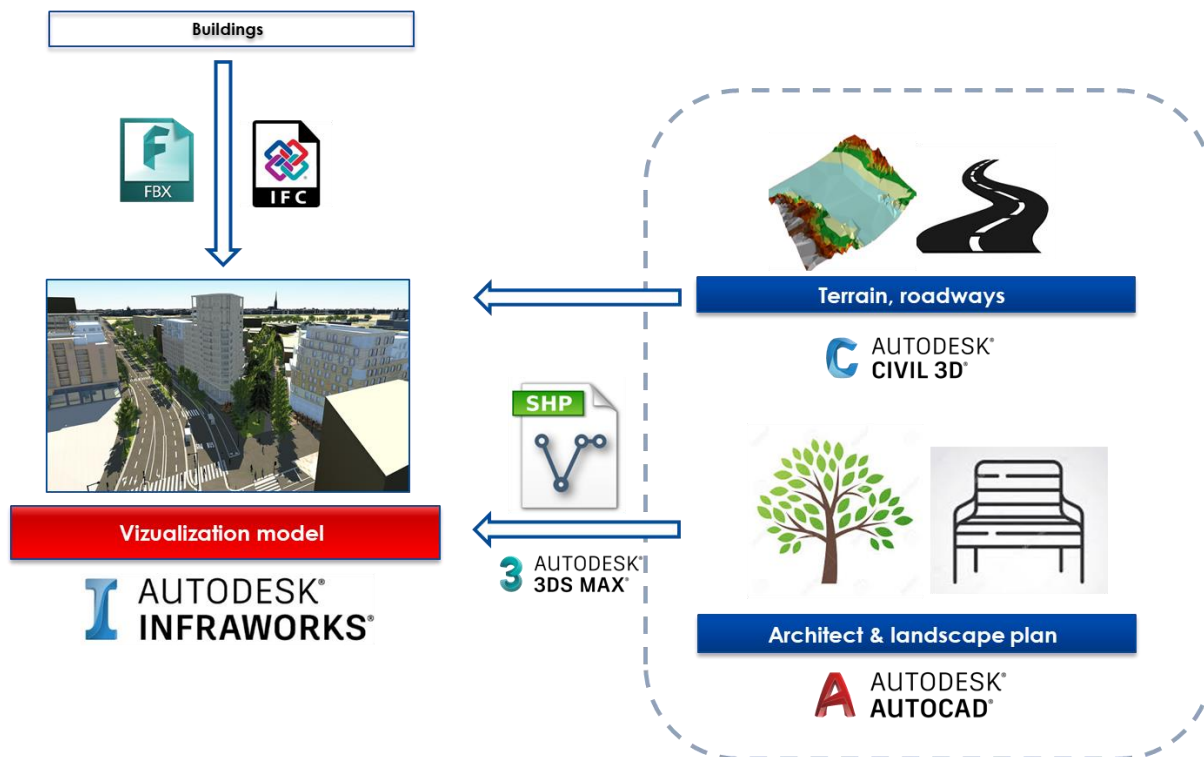 Buildings
FBX
IFC
Terrain, roadways
AUTODESK®
CIVIL 3D®
SHP
Vizualization model
AUTODESK®
3DS MAX®
AUTODESK®
INFRAWORKS®
Architect & landscape plan
AUTODESK®
AUTOCAD®